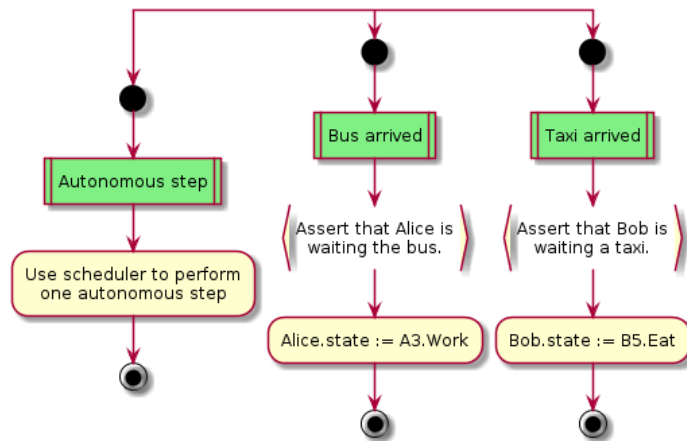 Bus arrived
Taxi arrived
Autonomous step
Assert that Alice is
waiting the bus.
Assert that Bob is
waiting a taxi.
Use scheduler to perform
one autonomous step
Alice.state := A3.Work
Bob.state := B5.Eat